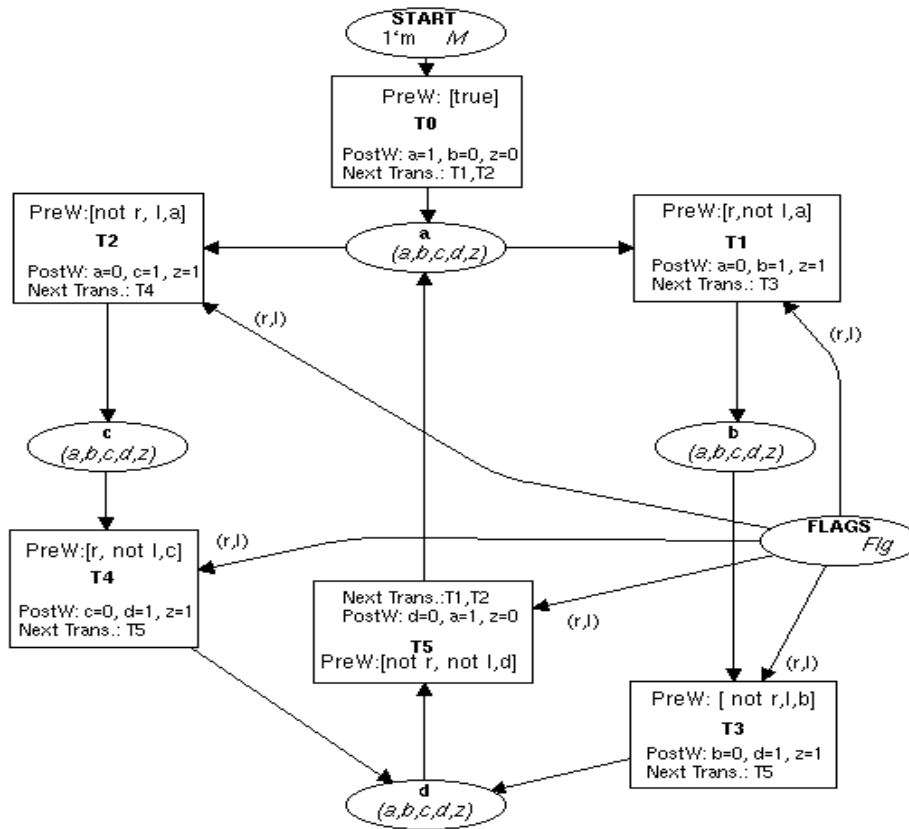 START
1'm M
PreW: [true]
T0
PostW: a=1, b=0, z=0
Next Trans.: T1,T2
PreW:[not r, l,a]
T2
PostW: a=0, c=1, z=1
Next Trans.: T4
a
(a,b,c,d,z)
PreW:[r,not l,a]
T1
PostW: a=0, b=1, z=1
Next Trans.: T3
(r,l)
(r,l)
c
(a,b,c,d,z)
b
(a,b,c,d,z)
FLAGS
Flg
PreW:[r, not l,c]
T4
PostW: c=0, d=1, z=1
Next Trans.: T5
(r,l)
Next Trans.:T1,T2
PostW: d=0, a=1, z=0
T5
PreW:[not r, not l,d]
(r,l)
(r,l)
PreW: [ not r,l,b]
T3
PostW: b=0, d=1, z=1
Next Trans.: T5
d
(a,b,c,d,z)